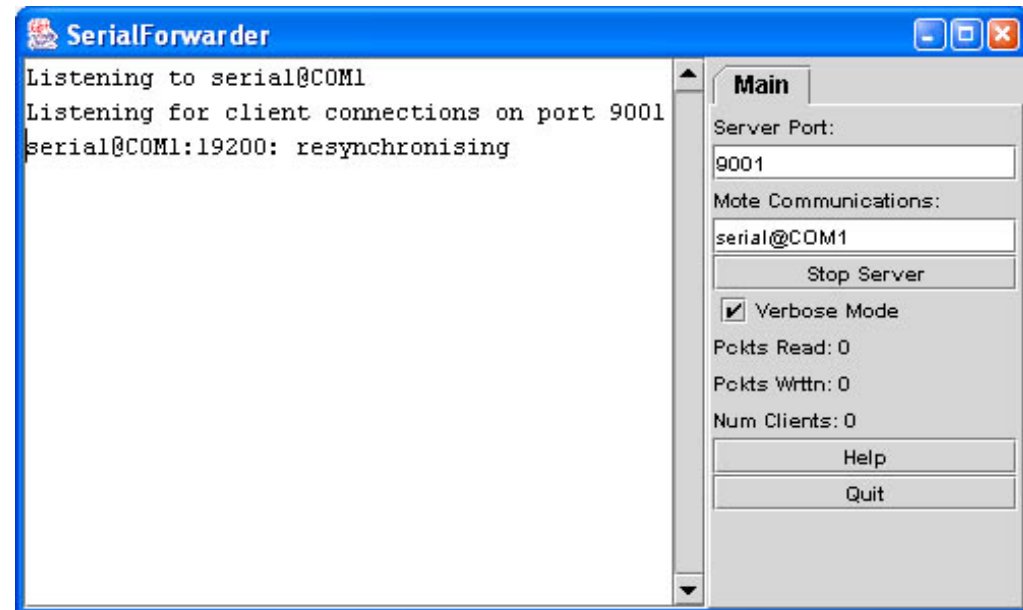 SerialForwarder
Listening to serial@COM1
Listening for client connections on port 9001
serial@COM1:19200: resynchronising
Main
Server Port:
9001
Mote Communications:
serial@COM1
Stop Server
Verbose Mode
Pckts Read: 0
Pckts Wrttn: 0
Num Clients: 0
Help
Quit